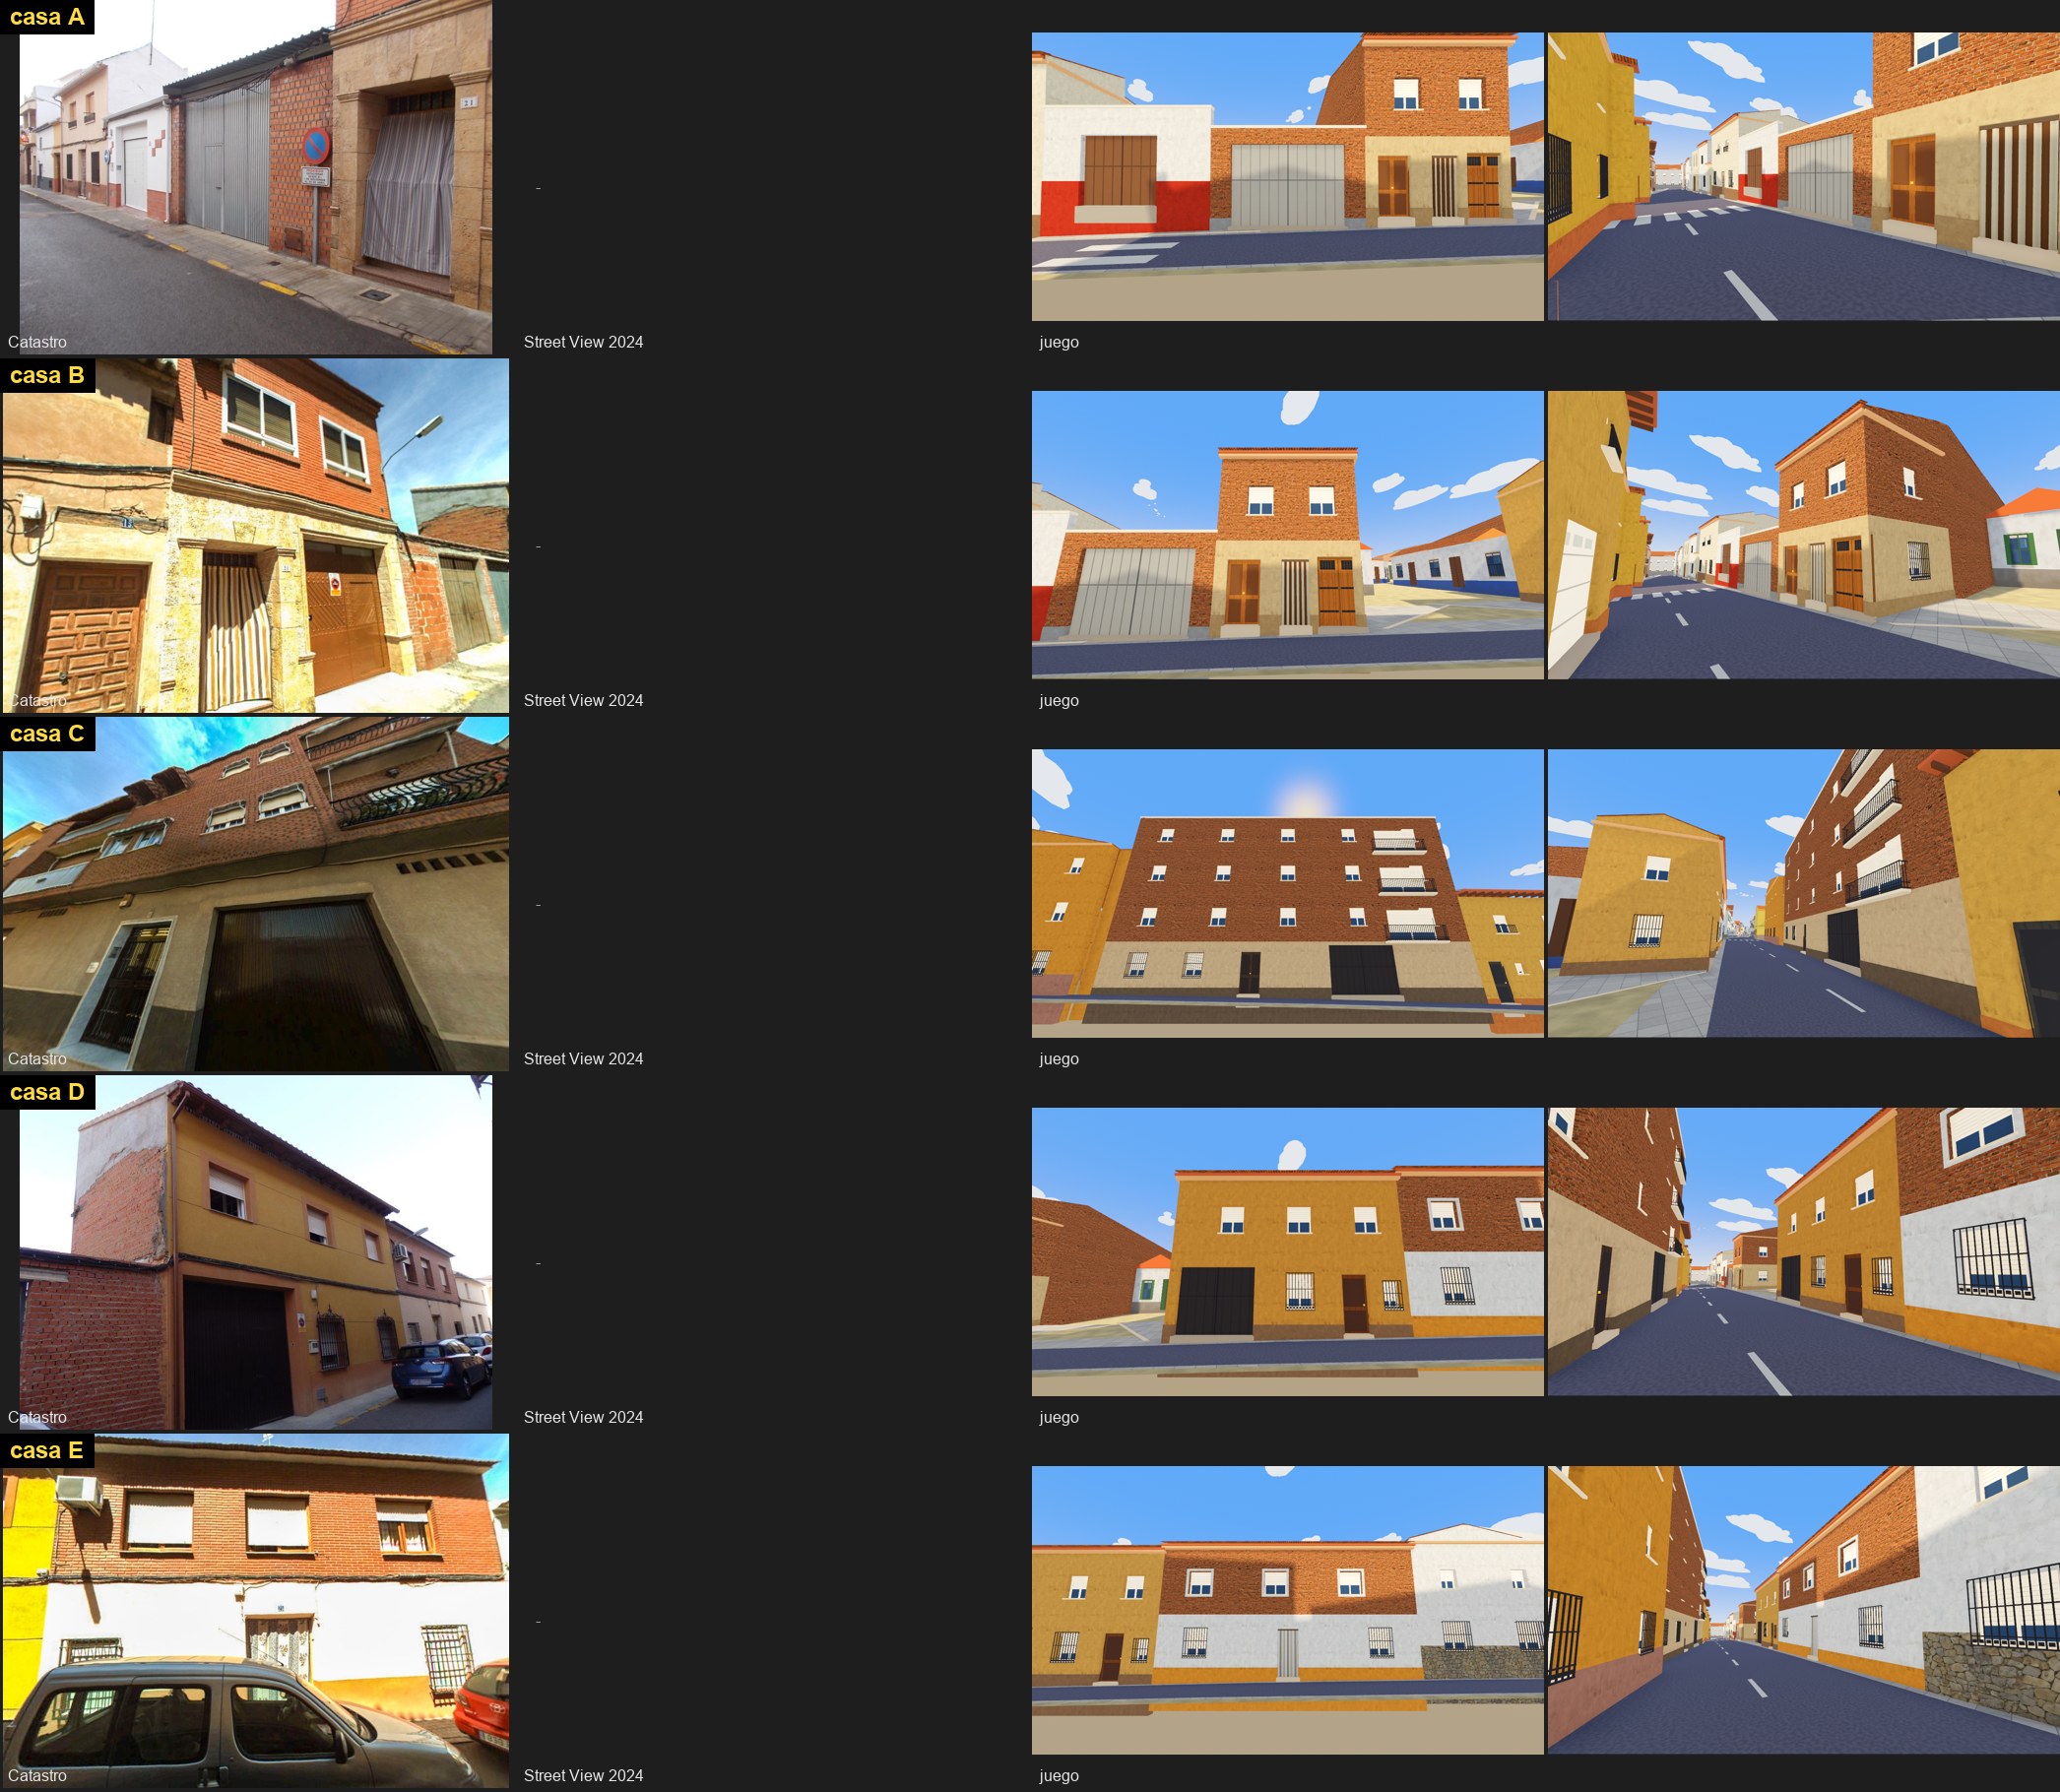 casa A
21
Catastro
-
Street View 2024
juego
casa B
Catastro
-
Street View 2024
juego
casa C
Catastro
-
Street View 2024
juego
casa D
Catastro
-
Street View 2024
juego
casa E
Catastro
-
Street View 2024
juego